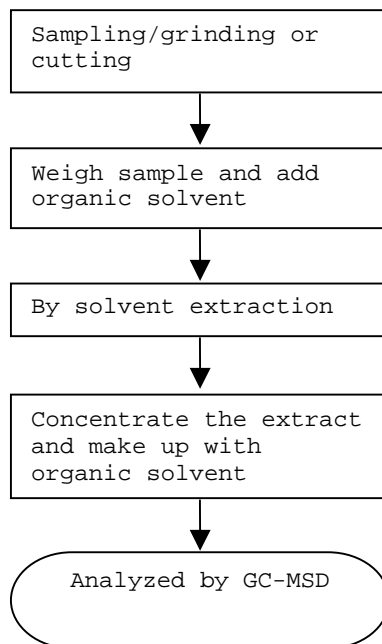 Sampling/grinding or
cutting
Weigh sample and add
organic solvent
By solvent extraction
Concentrate the extract
and make up with
organic solvent
Analyzed by GC-MSD